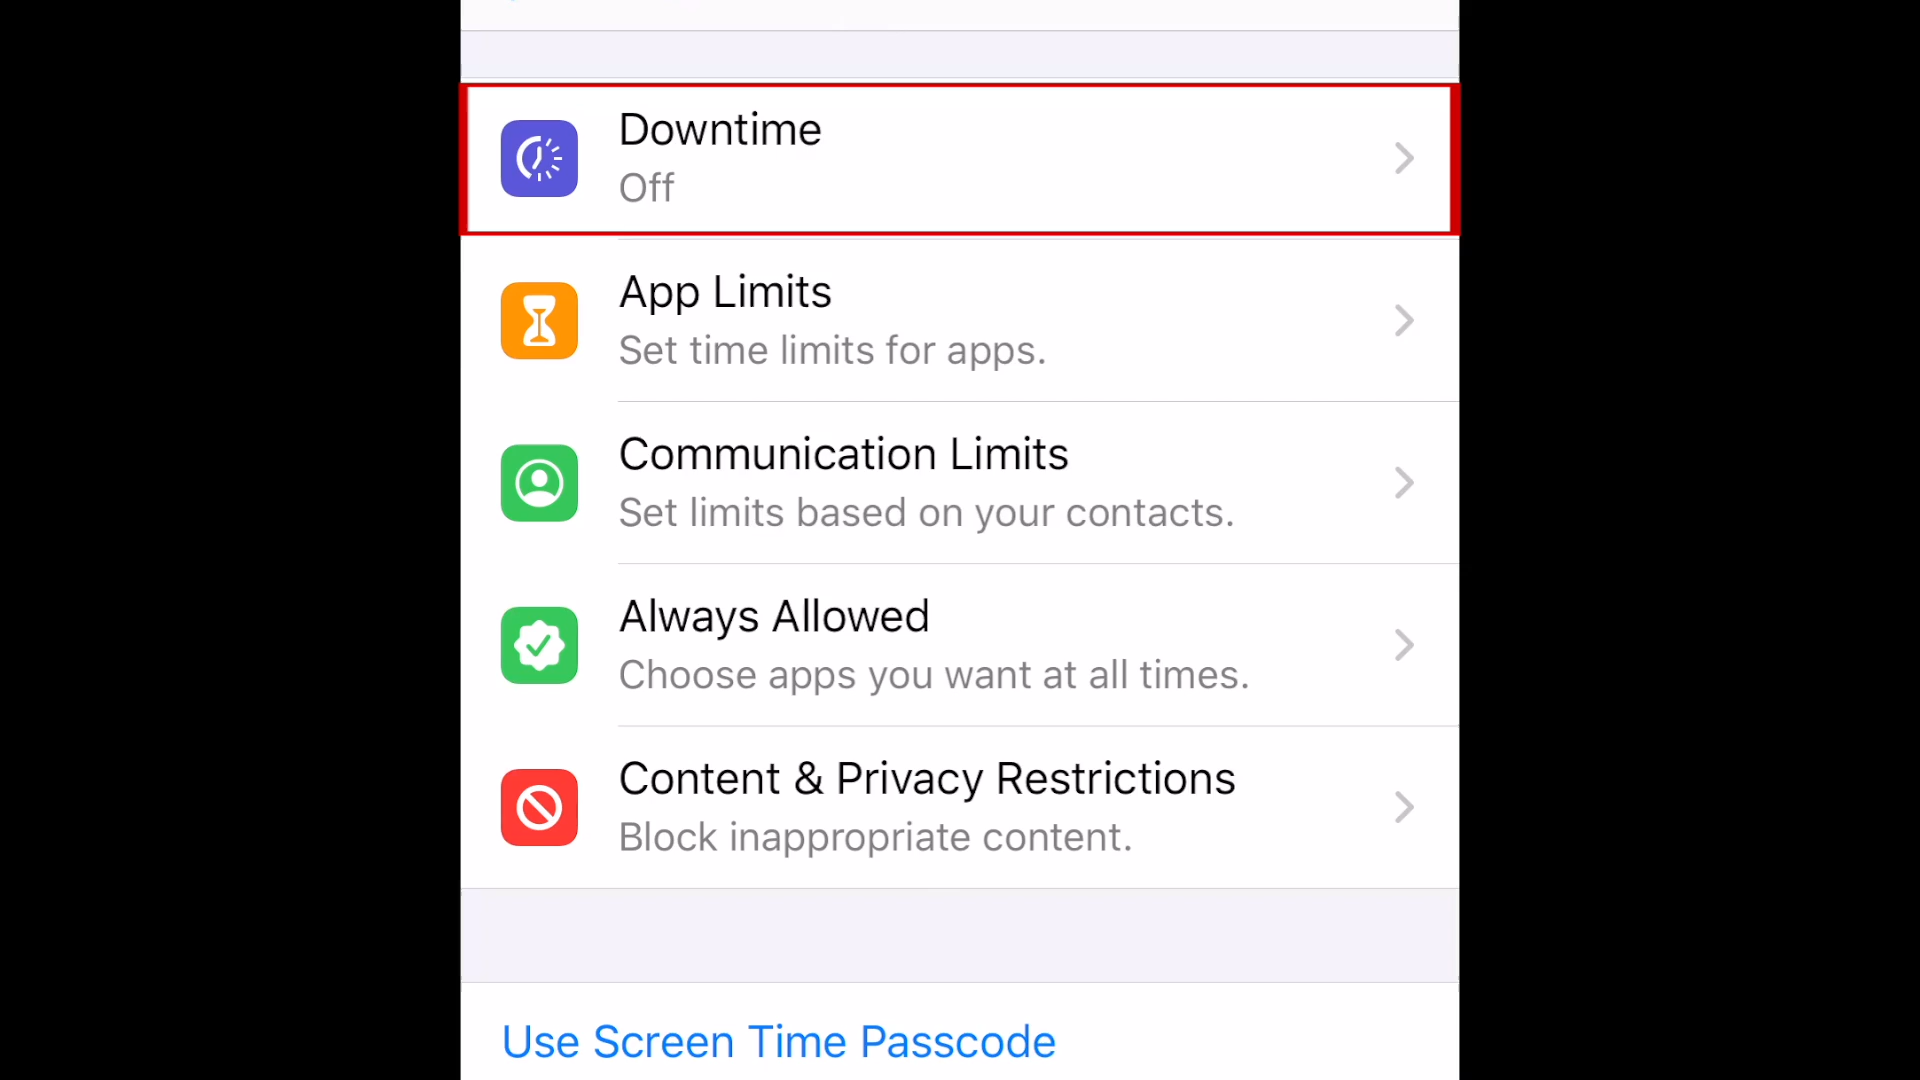 Downtime
Off
App Limits
Set time limits for apps.
Communication Limits
Set limits based on your contacts.
Always Allowed
Choose apps you want at all times.
Content & Privacy Restrictions
Block inappropriate content.
Use Screen Time Passcode